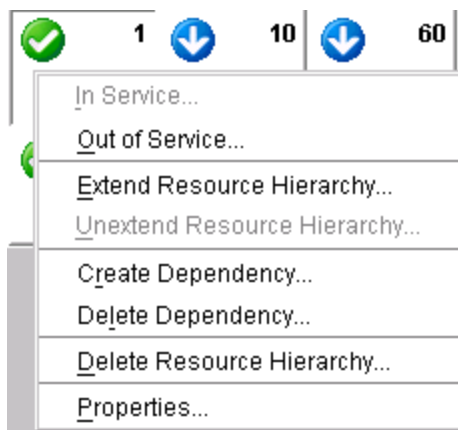 1 10 60
In Service...
Out of Service...
Extend Resource Hierarchy...
Unextend Resource Hierarchy...
Create Dependency...
Delete Dependency...
Delete Resource Hierarchy...
Properties...